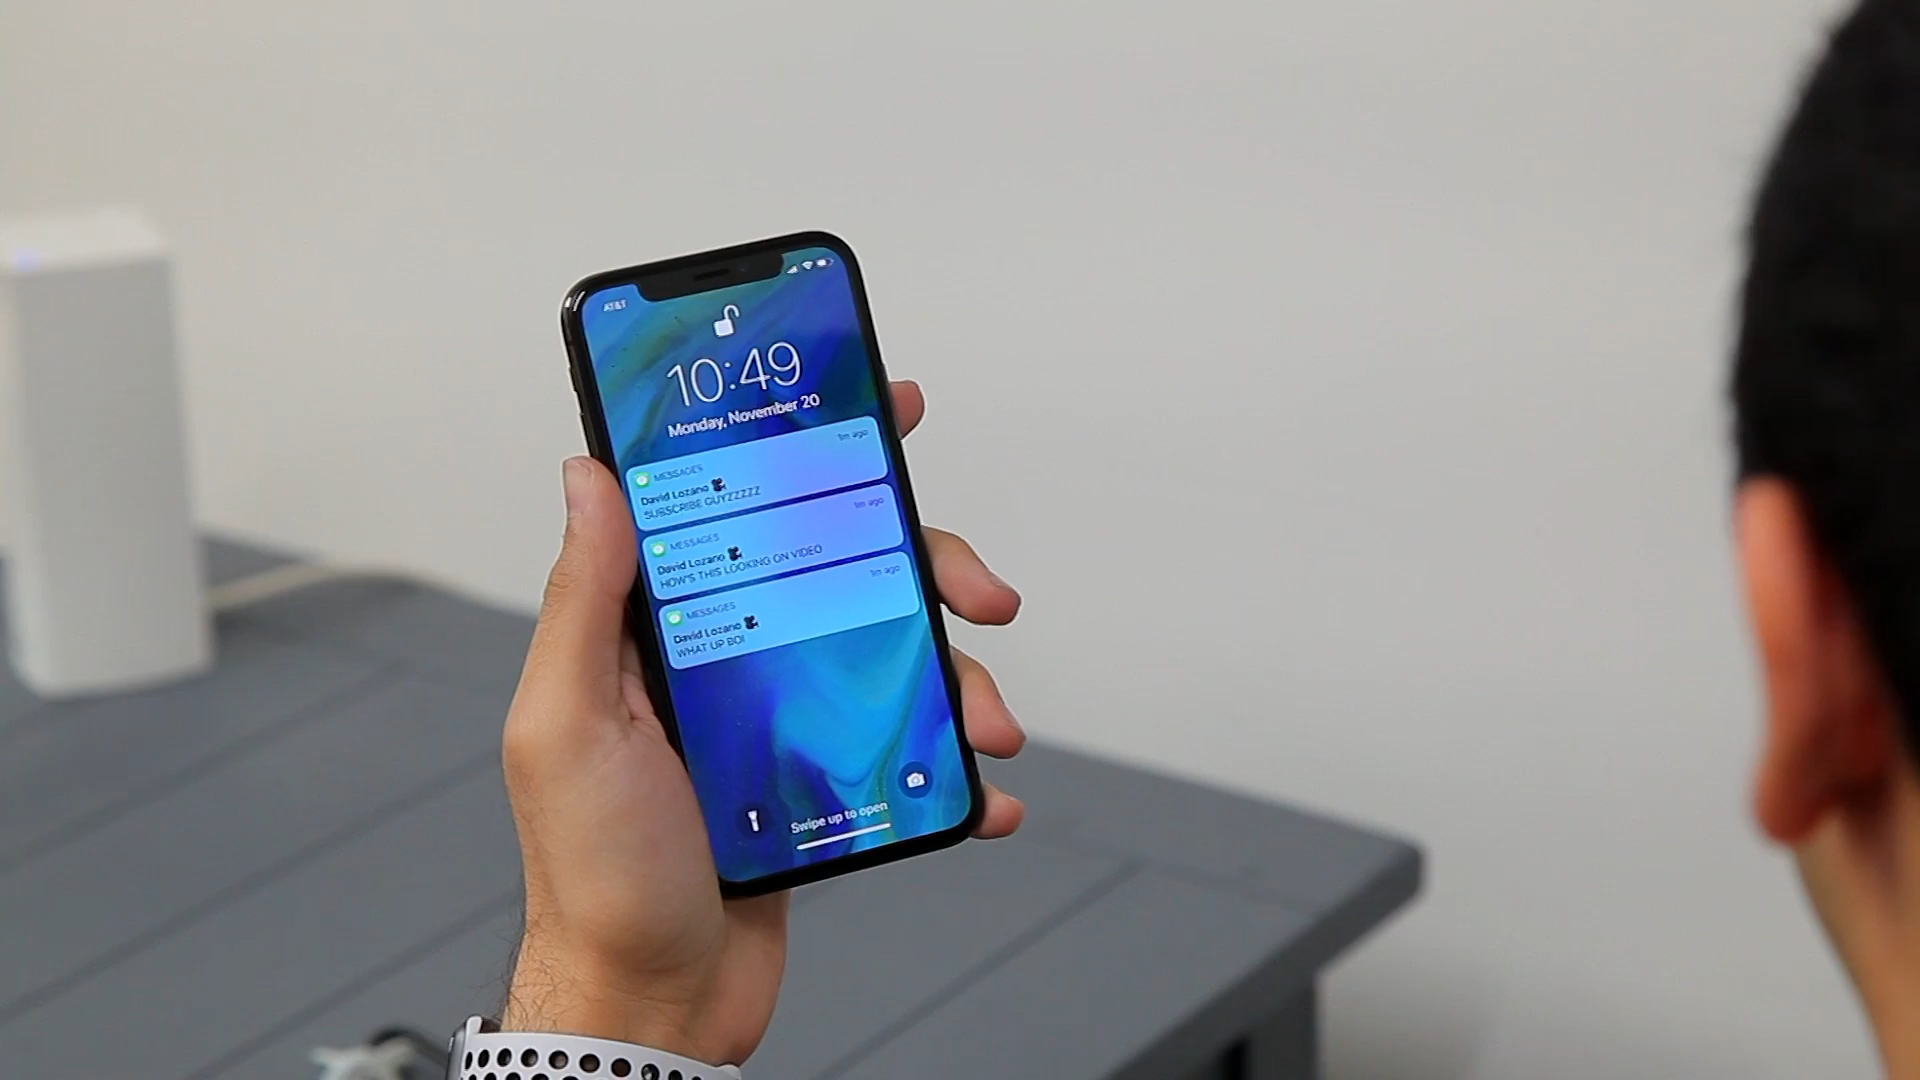 AT&T
10:49
Monday, November 20
MESSAGES
1m ago
David Lozano 🎥
SUBSCRIBE GUYZZZZZ
MESSAGES
1m ago
David Lozano 🎥
HOW'S THIS LOOKING ON VIDEO
MESSAGES
1m ago
David Lozano 🎥
WHAT UP BOI
Swipe up to open